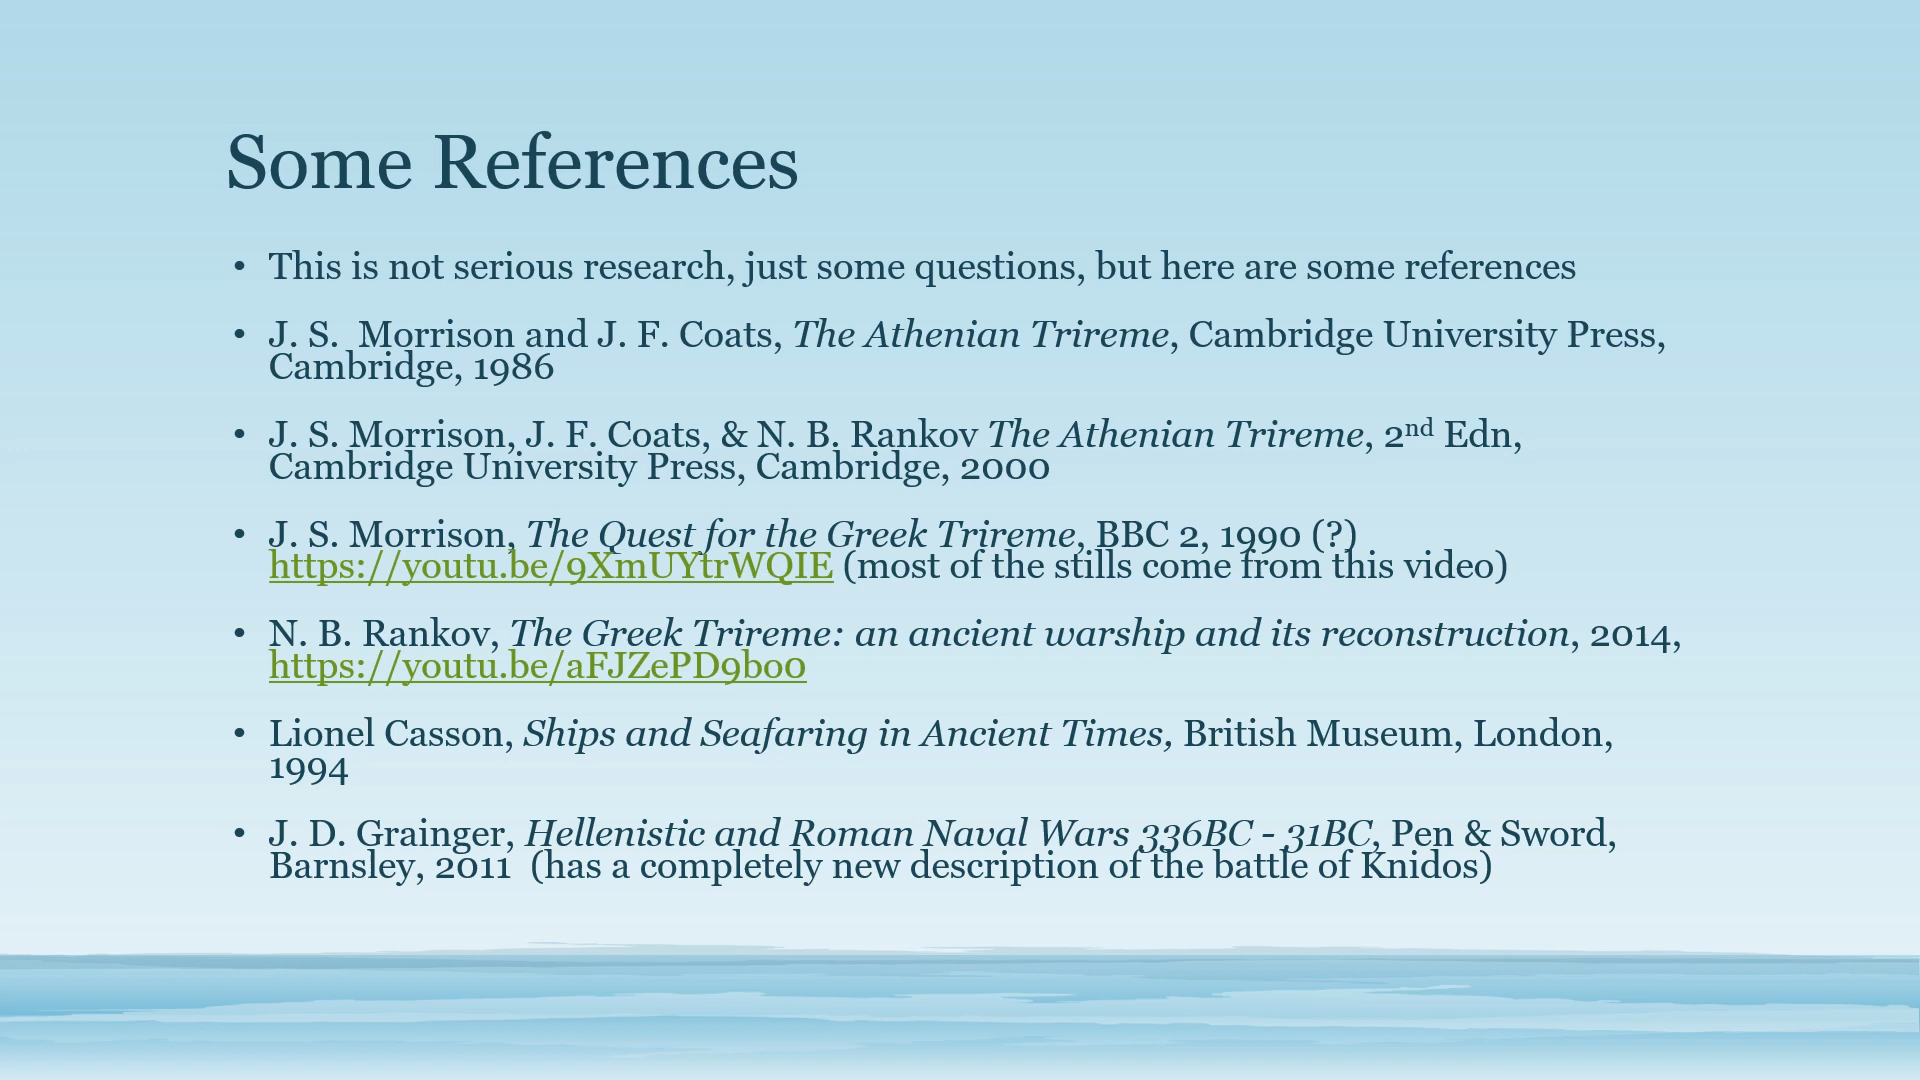 Some References
• This is not serious research, just some questions, but here are some references
• J. S.  Morrison and J. F. Coats, The Athenian Trireme, Cambridge University Press,
Cambridge, 1986
• J. S. Morrison, J. F. Coats, & N. B. Rankov The Athenian Trireme, 2nd Edn,
Cambridge University Press, Cambridge, 2000
• J. S. Morrison, The Quest for the Greek Trireme, BBC 2, 1990 (?)
https://youtu.be/9XmUYtrWQIE (most of the stills come from this video)
• N. B. Rankov, The Greek Trireme: an ancient warship and its reconstruction, 2014,
https://youtu.be/aFJZePD9bo0
• Lionel Casson, Ships and Seafaring in Ancient Times, British Museum, London,
1994
• J. D. Grainger, Hellenistic and Roman Naval Wars 336BC - 31BC, Pen & Sword,
Barnsley, 2011  (has a completely new description of the battle of Knidos)